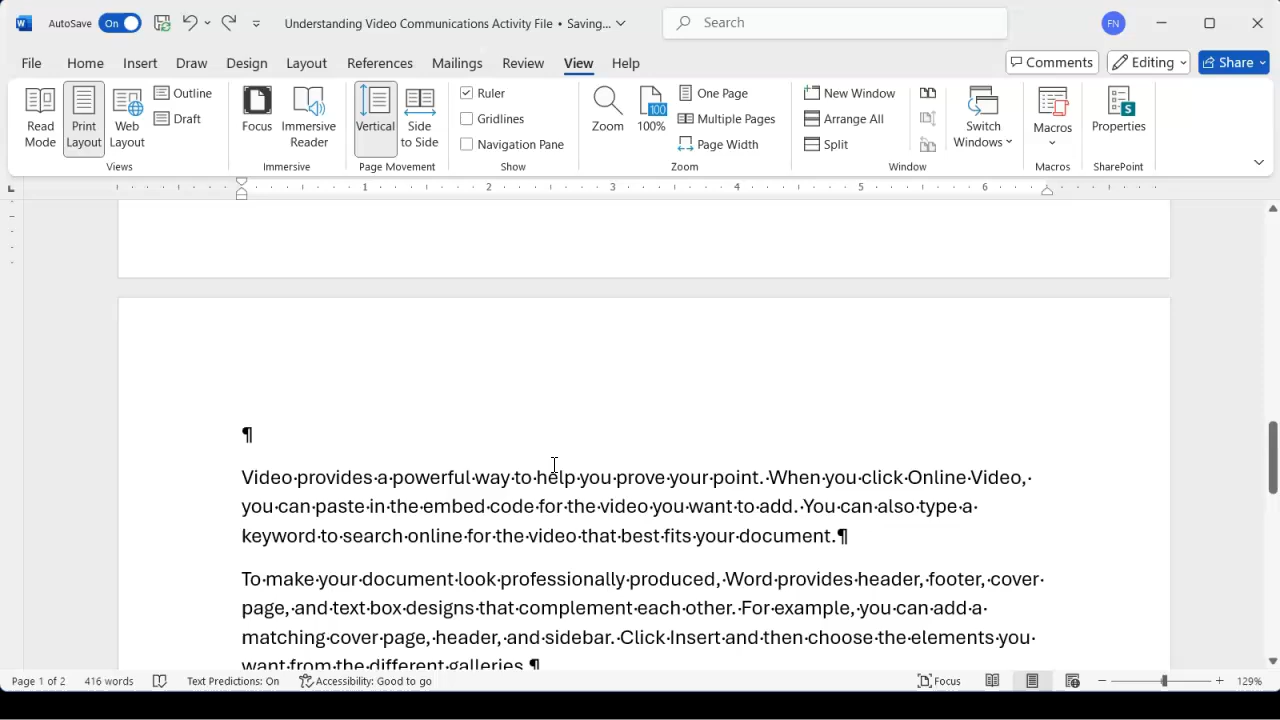 AutoSave On Understanding Video Communications Activity File • Saving... Search FN
File Home Insert Draw Design Layout References Mailings Review View Help Comments Editing Share
Read Mode
Print Layout
Web Layout
Outline
Draft
Views
Focus
Immersive Reader
Immersive
Vertical
Side to Side
Page Movement
Ruler
Gridlines
Navigation Pane
Show
Zoom
100%
One Page
Multiple Pages
Page Width
Zoom
New Window
Arrange All
Split
Switch Windows
Window
Macros
Macros
Properties
SharePoint
1 2 3 4 5 6
¶
Video·provides·a·powerful·way·to·help·you·prove·your·point.·When·you·click·Online·Video,·
you·can·paste·in·the·embed·code·for·the·video·you·want·to·add.·You·can·also·type·a·
keyword·to·search·online·for·the·video·that·best·fits·your·document.¶
To·make·your·document·look·professionally·produced,·Word·provides·header,·footer,·cover·
page,·and·text·box·designs·that·complement·each·other.·For·example,·you·can·add·a·
matching·cover·page,·header,·and·sidebar.·Click·Insert·and·then·choose·the·elements·you·
want·from·the·different·galleries.¶
Page 1 of 2 416 words Text Predictions: On Accessibility: Good to go Focus 129%